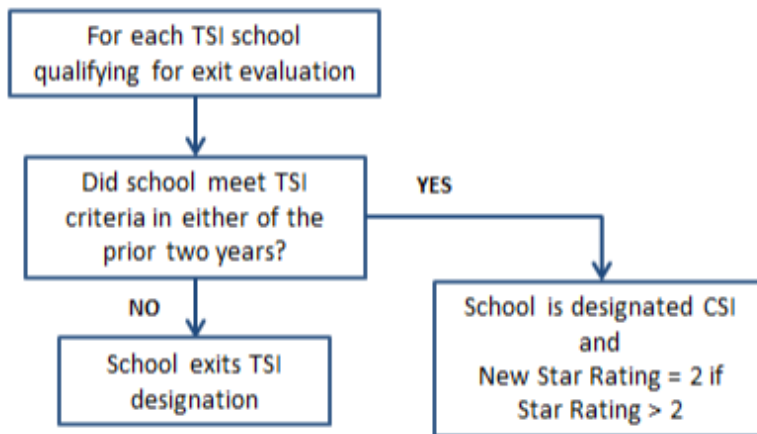 For each TSI school
qualifying for exit evaluation
Did school meet TSI
criteria in either of the
prior two years?
YES
NO
School exits TSI
designation
School is designated CSI
and
New Star Rating = 2 if
Star Rating > 2